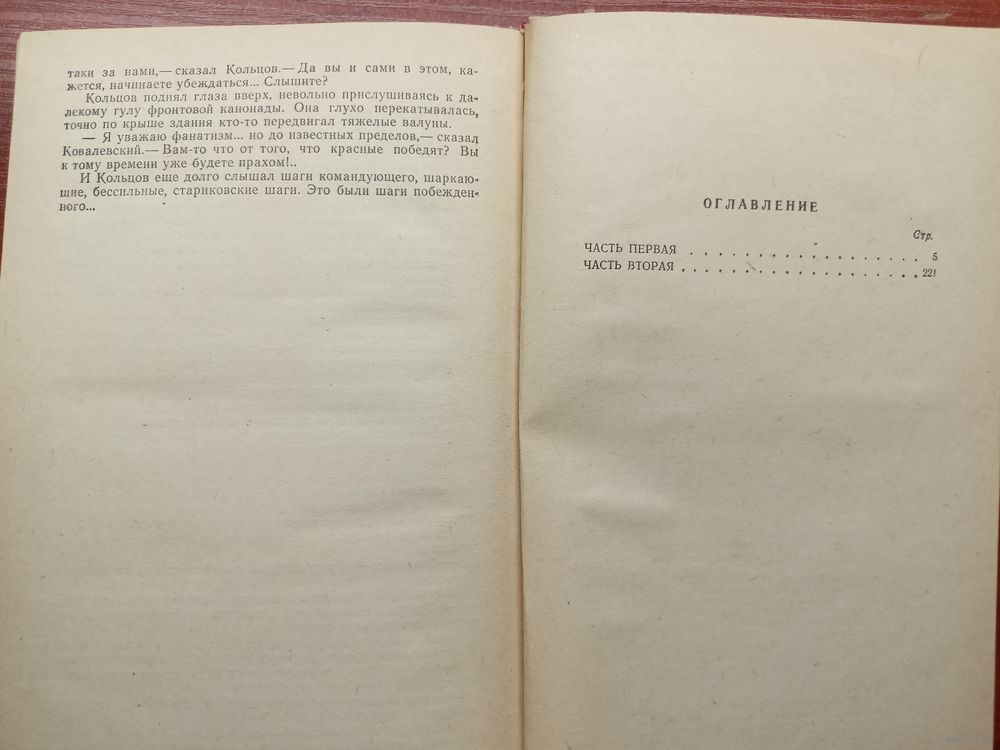 таки за нами,— сказал Кольцов.— Да вы и сами в этом, ка-
жется, начинаете убеждаться... Слышите?
Кольцов поднял глаза вверх, невольно прислушиваясь к да-
лекому гулу фронтовой канонады. Она глухо перекатывалась,
точно по крыше здания кто-то передвигал тяжелые валуны.
— Я уважаю фанатизм... но до известных пределов,— сказал
Ковалевский.— Вам-то что от того, что красные победят? Вы
к тому времени уже будете прахом!..
И Кольцов еще долго слышал шаги командующего, шаркаю-
щие, бессильные, стариковские шаги. Это были шаги побежден-
ного...
ОГЛАВЛЕНИЕ
Стр.
ЧАСТЬ ПЕРВАЯ . . . . . . . . . . . . . . . . . . 5
ЧАСТЬ ВТОРАЯ . . . . . . . . . . . . . . . . . . 221